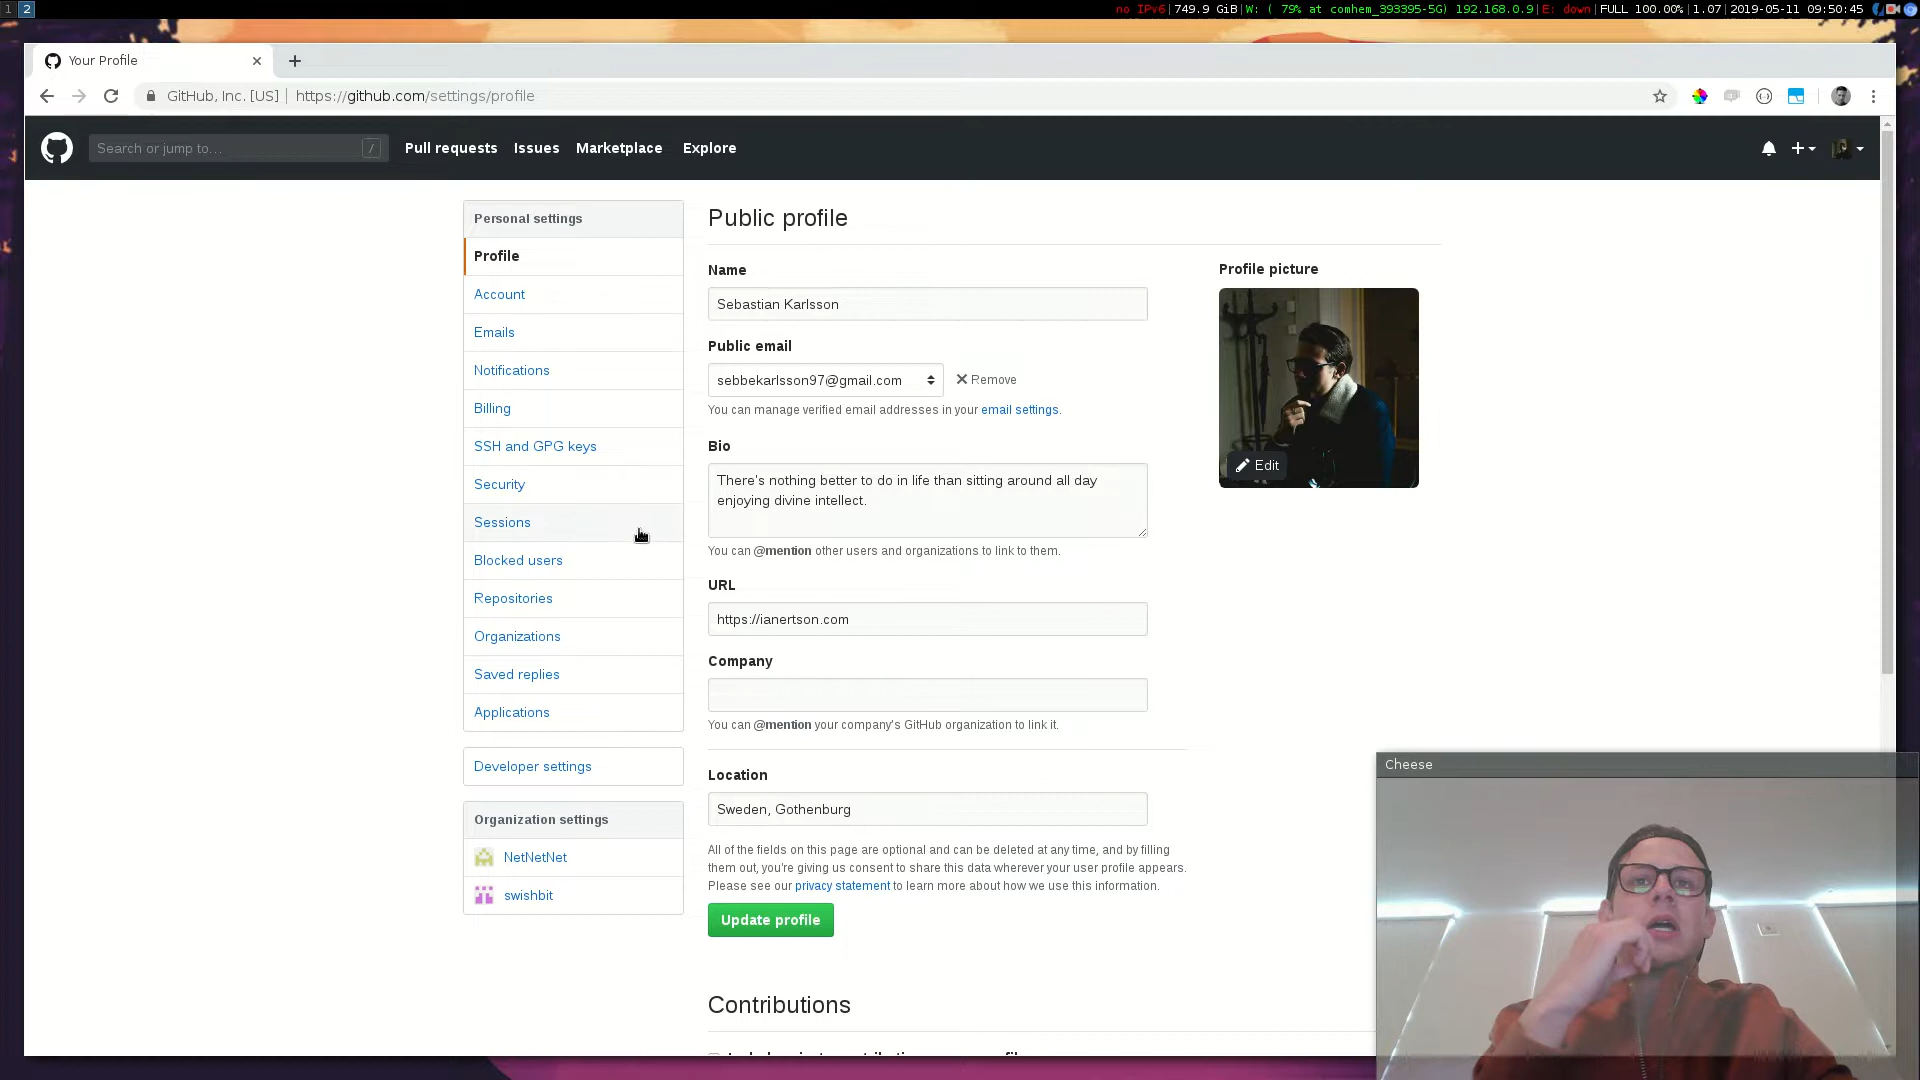 1 2
no IPv6|749.9 GiB|W: ( 79% at comhem_393395-5G) 192.168.0.9|E: down|FULL 100.00%|1.07|2019-05-11 09:50:45
Your Profile
GitHub, Inc. [US] | https://github.com/settings/profile
Search or jump to... /
Pull requests Issues Marketplace Explore
Personal settings
Profile
Account
Emails
Notifications
Billing
SSH and GPG keys
Security
Sessions
Blocked users
Repositories
Organizations
Saved replies
Applications
Developer settings
Organization settings
NetNetNet
swishbit
Public profile
Name
Sebastian Karlsson
Public email
sebbekarlsson97@gmail.com
Remove
You can manage verified email addresses in your email settings.
Bio
There's nothing better to do in life than sitting around all day
enjoying divine intellect.
You can @mention other users and organizations to link to them.
URL
https://ianertson.com
Company
You can @mention your company's GitHub organization to link it.
Location
Sweden, Gothenburg
All of the fields on this page are optional and can be deleted at any time, and by filling
them out, you're giving us consent to share this data wherever your user profile appears.
Please see our privacy statement to learn more about how we use this information.
Update profile
Contributions
Profile picture
Edit
Cheese